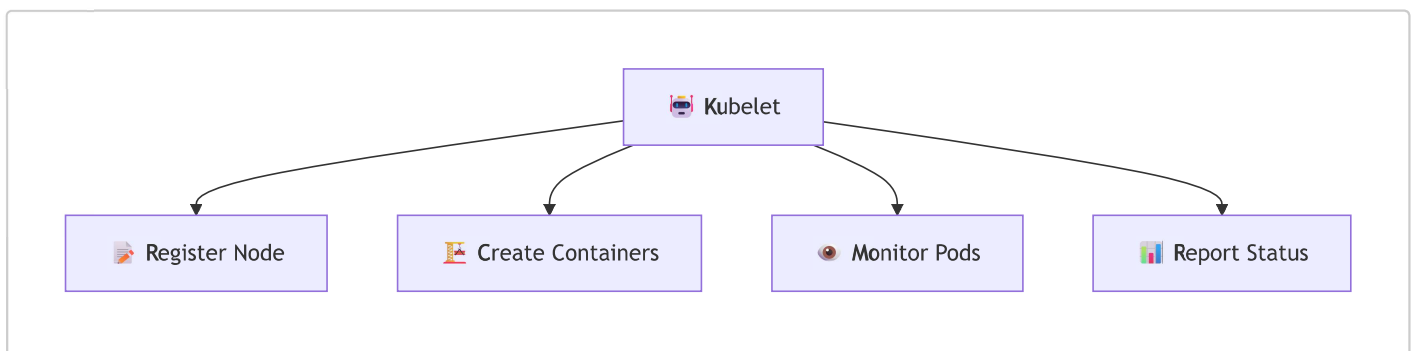 Kubelet
Register Node
Create Containers
Monitor Pods
Report Status